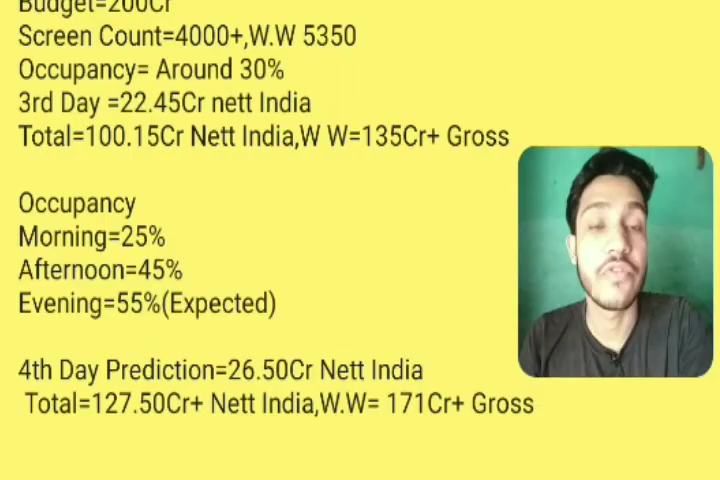 Budget=200Cr
Screen Count=4000+,W.W 5350
Occupancy= Around 30%
3rd Day =22.45Cr nett India
Total=100.15Cr Nett India,W W=135Cr+ Gross
Occupancy
Morning=25%
Afternoon=45%
Evening=55%(Expected)
4th Day Prediction=26.50Cr Nett India
Total=127.50Cr+ Nett India,W.W= 171Cr+ Gross